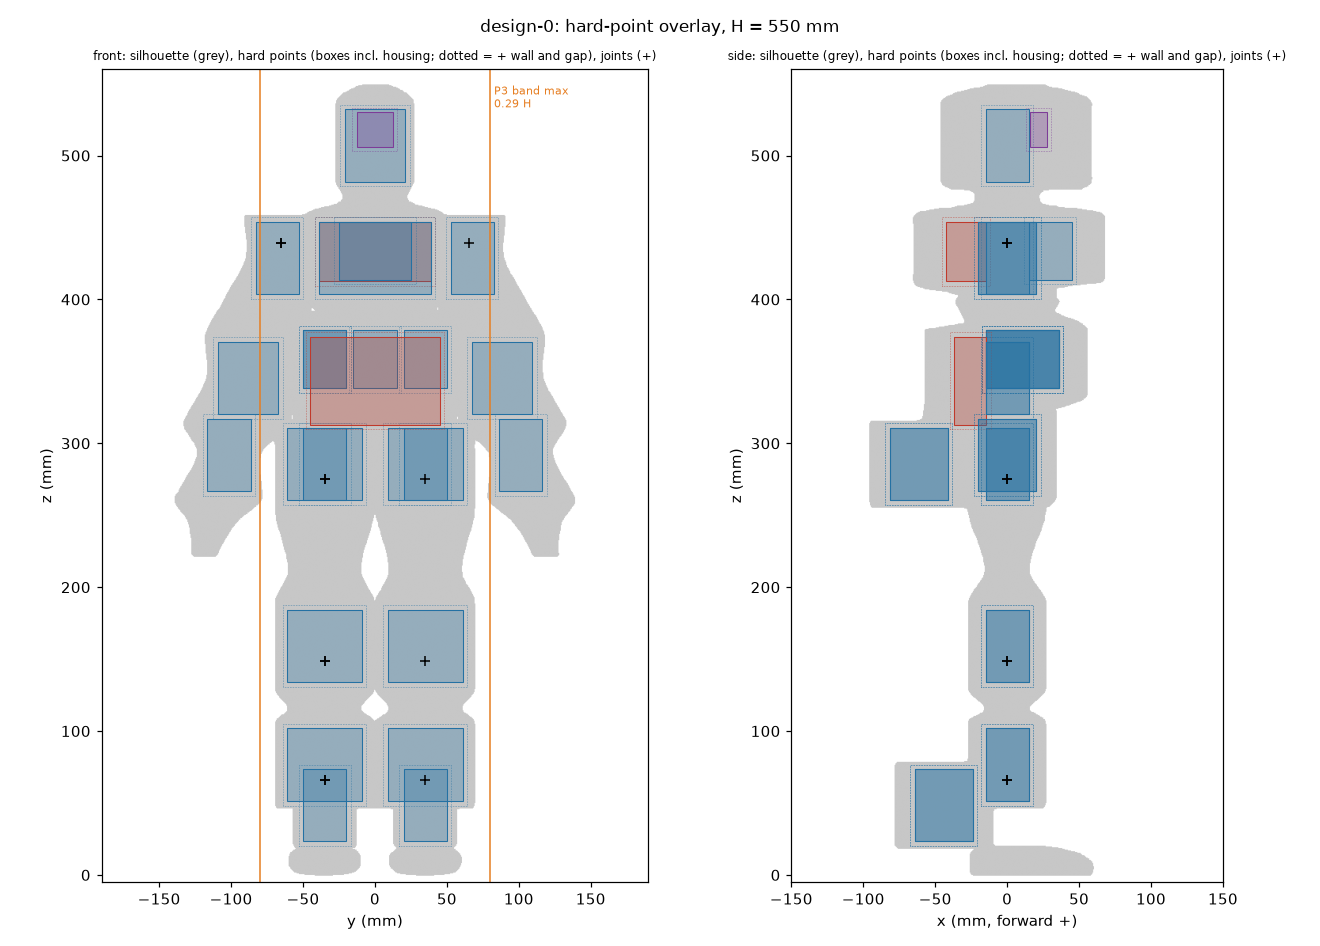 design-0: hard-point overlay, H = 550 mm
front: silhouette (grey), hard points (boxes incl. housing; dotted = + wall and gap), joints (+)
P3 band max
0.29 H
500
400
300
200
100
0
z (mm)
−150
−100
−50
0
50
100
150
y (mm)
side: silhouette (grey), hard points (boxes incl. housing; dotted = + wall and gap), joints (+)
500
400
300
200
100
0
z (mm)
−150
−100
−50
0
50
100
150
x (mm, forward +)